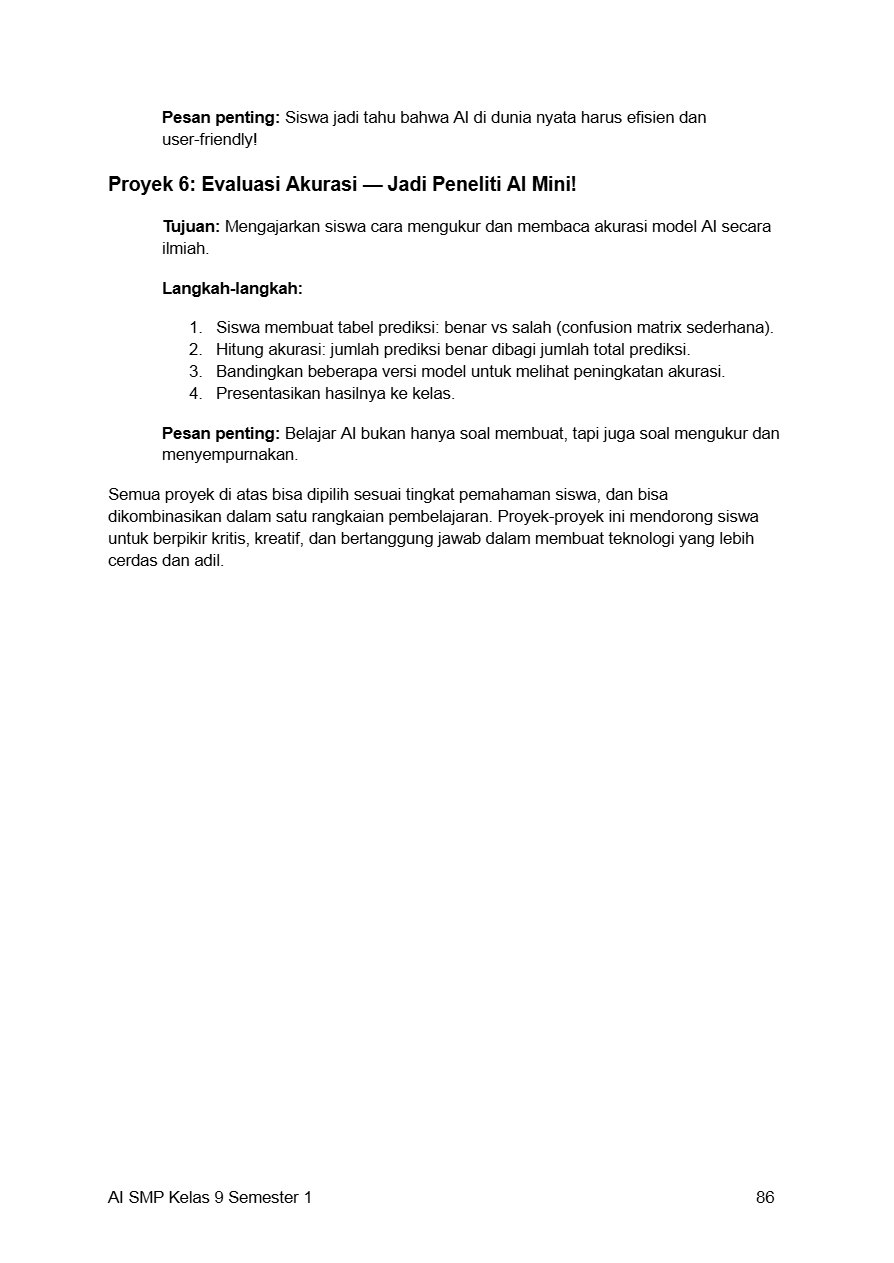 Pesan penting: Siswa jadi tahu bahwa AI di dunia nyata harus efisien dan
user-friendly!
Proyek 6: Evaluasi Akurasi — Jadi Peneliti AI Mini!
Tujuan: Mengajarkan siswa cara mengukur dan membaca akurasi model AI secara
ilmiah.
Langkah-langkah:
1. Siswa membuat tabel prediksi: benar vs salah (confusion matrix sederhana).
2. Hitung akurasi: jumlah prediksi benar dibagi jumlah total prediksi.
3. Bandingkan beberapa versi model untuk melihat peningkatan akurasi.
4. Presentasikan hasilnya ke kelas.
Pesan penting: Belajar AI bukan hanya soal membuat, tapi juga soal mengukur dan
menyempurnakan.
Semua proyek di atas bisa dipilih sesuai tingkat pemahaman siswa, dan bisa
dikombinasikan dalam satu rangkaian pembelajaran. Proyek-proyek ini mendorong siswa
untuk berpikir kritis, kreatif, dan bertanggung jawab dalam membuat teknologi yang lebih
cerdas dan adil.
AI SMP Kelas 9 Semester 1 86